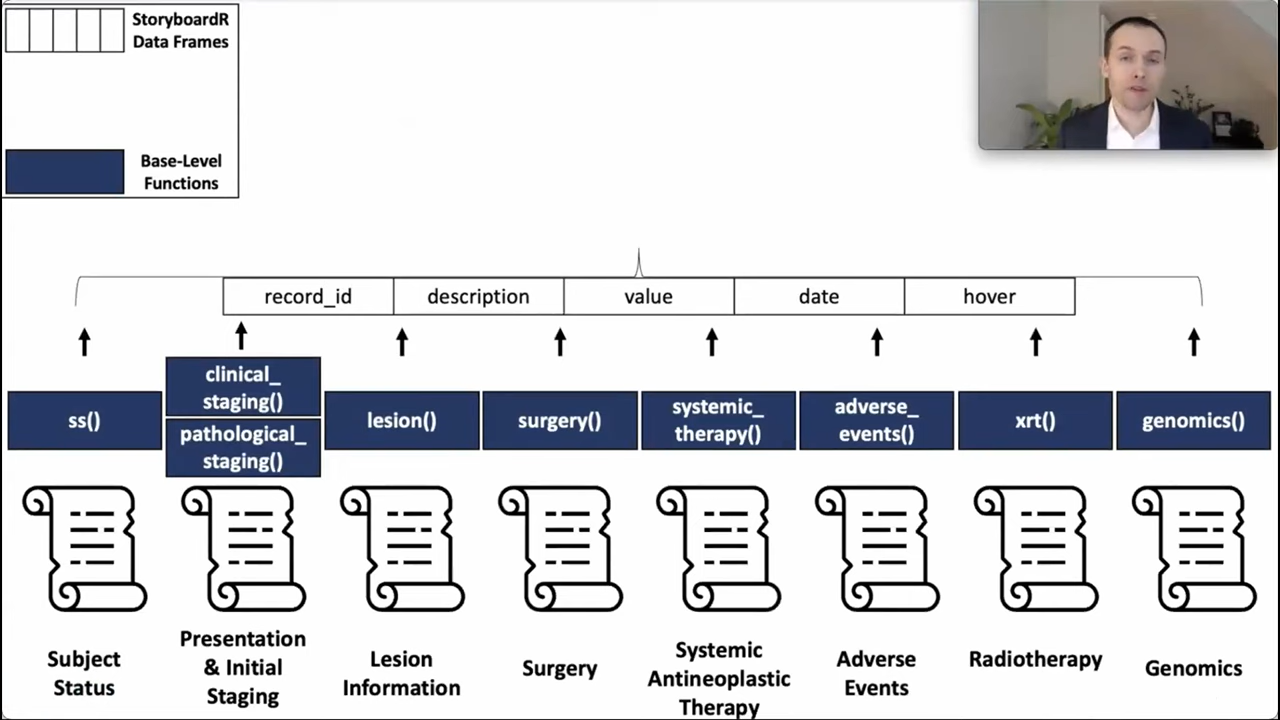 StoryboardR
Data Frames
Base-Level
Functions
record_id
description
value
date
hover
clinical_
staging()
ss()
pathological_
staging()
lesion()
surgery()
systemic_
therapy()
adverse_
events()
xrt()
genomics()
Subject
Status
Presentation
& Initial
Staging
Lesion
Information
Surgery
Systemic
Antineoplastic
Therapy
Adverse
Events
Radiotherapy
Genomics